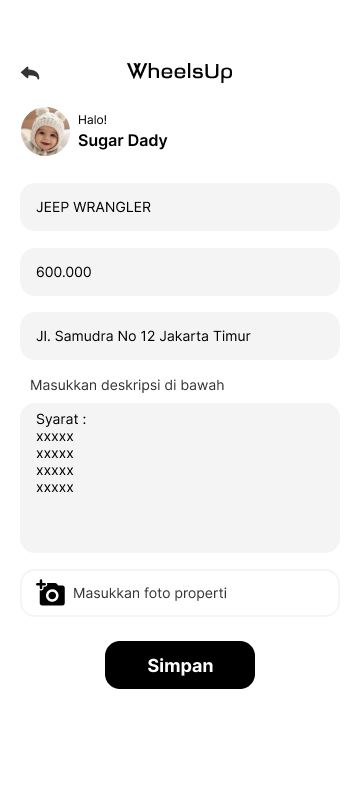 WheelsUp
Halo!
Sugar Dady
JEEP WRANGLER
600.000
Jl. Samudra No 12 Jakarta Timur
Masukkan deskripsi di bawah
Syarat :
xxxxx
xxxxx
xxxxx
xxxxx
Masukkan foto properti
Simpan